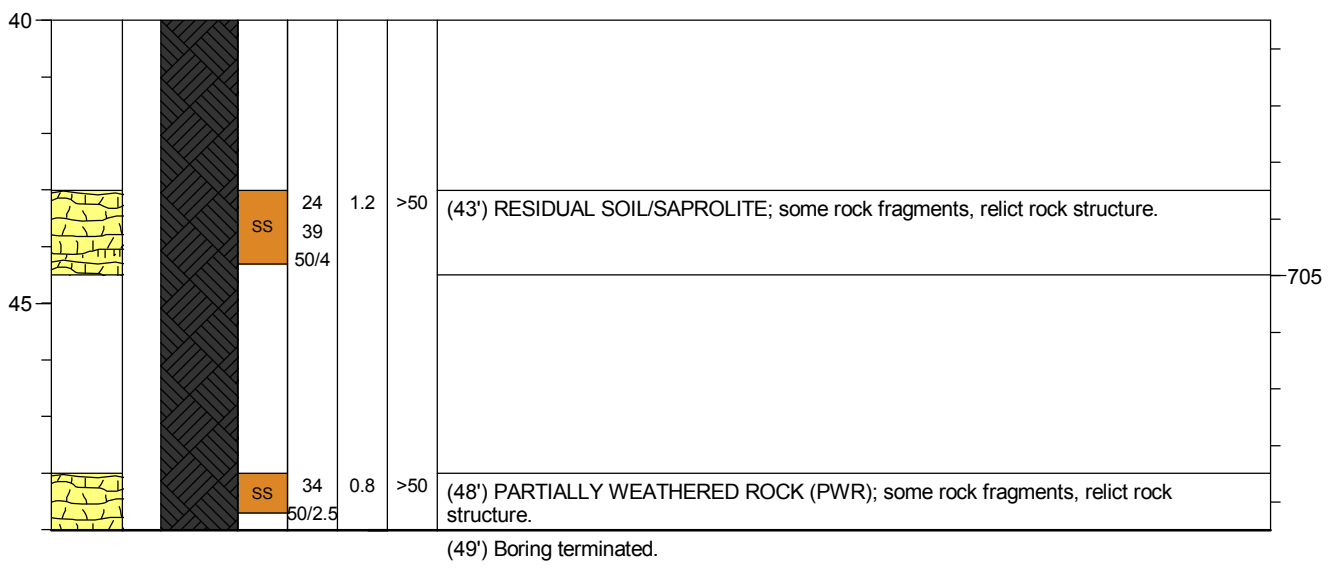 40
24 1.2 >50 (43') RESIDUAL SOIL/SAPROLITE; some rock fragments, relict rock structure.
SS
39
50/4
705
45
34 0.8 >50 (48') PARTIALLY WEATHERED ROCK (PWR); some rock fragments, relict rock
SS
50/2.5 structure.
(49') Boring terminated.